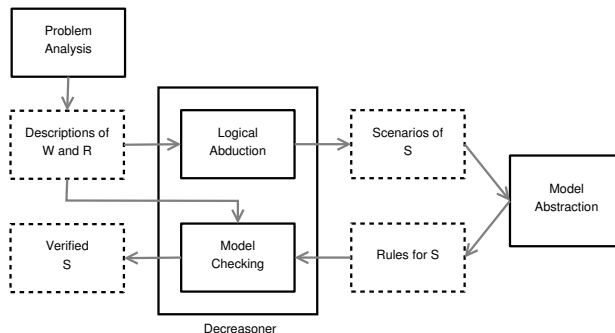 Problem
Analysis
Descriptions of
W and R
Logical
Abduction
Scenarios of
S
Model
Abstraction
Verified
S
Model
Checking
Rules for S
Decreasoner